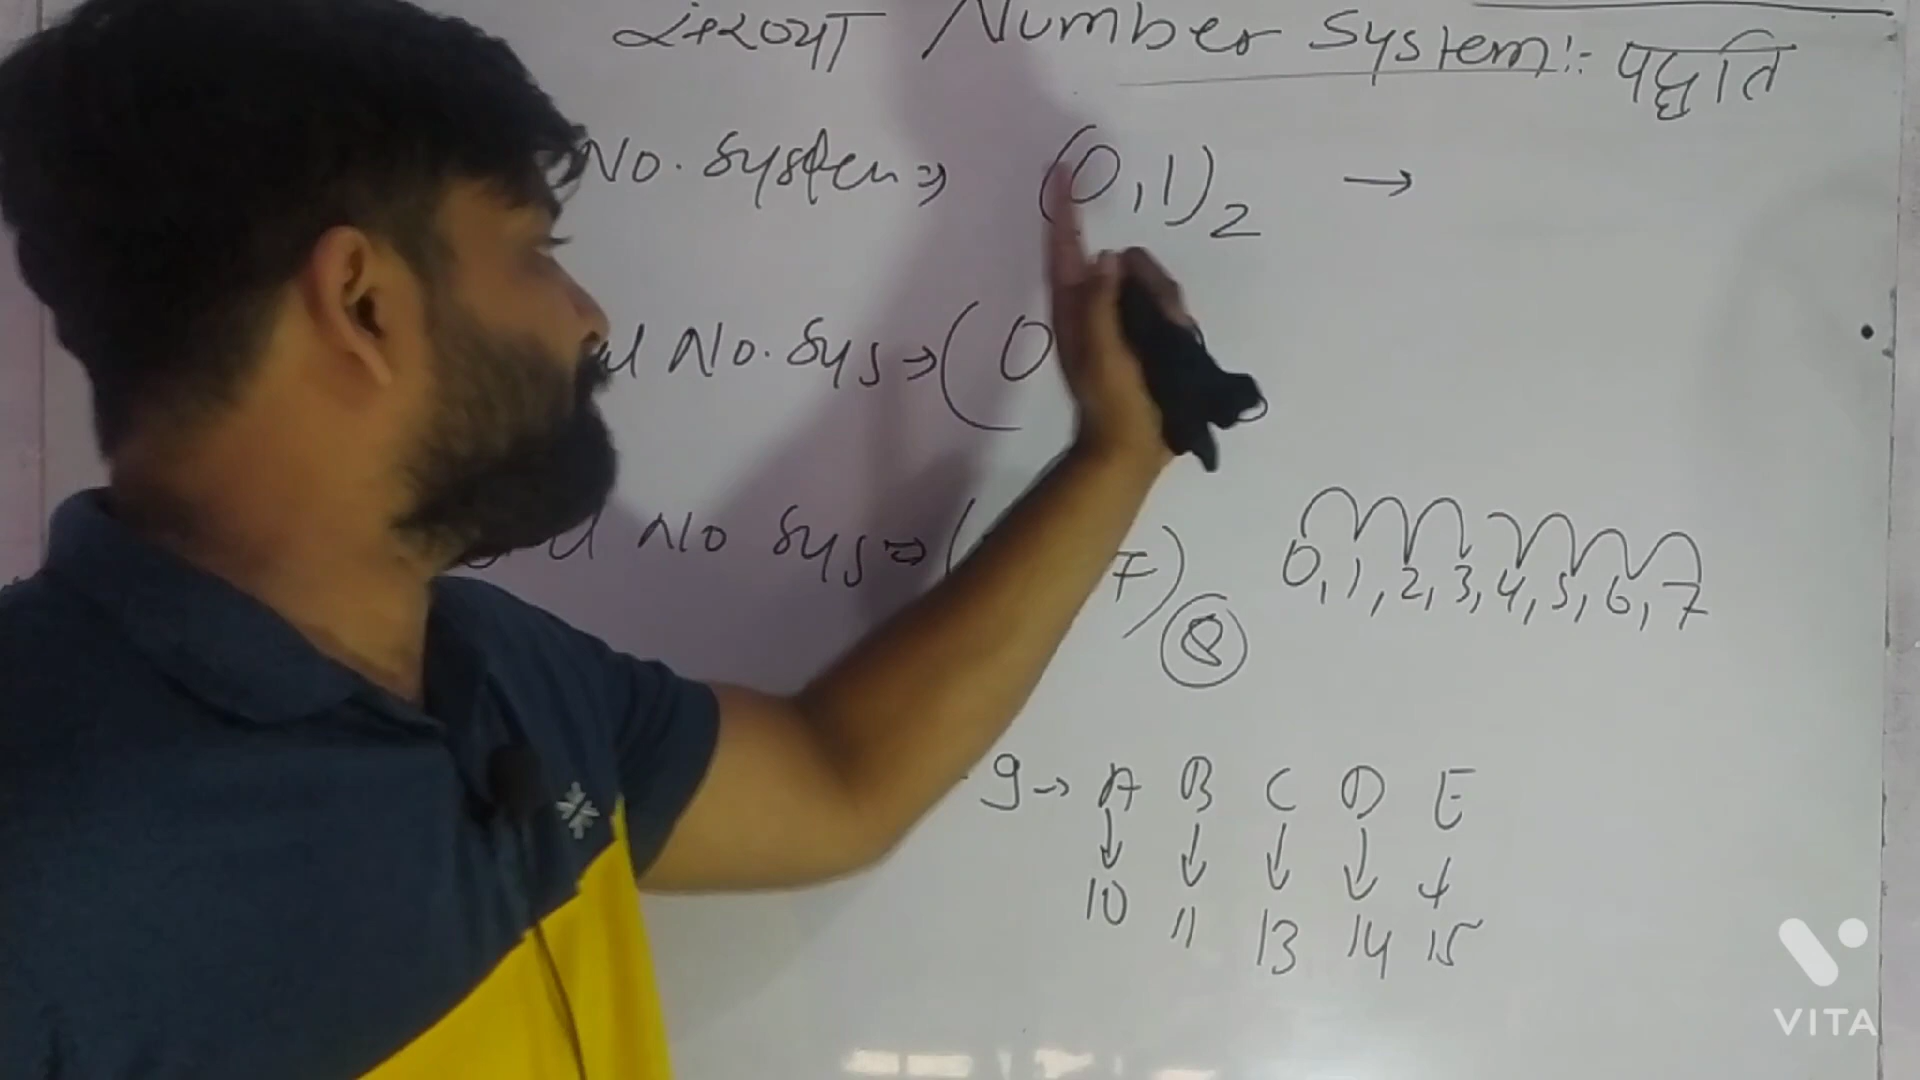 संख्या Number System:- पद्धति
No. System ⇒ (0,1)₂ →
No. Sys ⇒ (0
No Sys ⇒ ( 7)₈ 0,1,2,3,4,5,6,7
9 → A B C D E
↓ ↓ ↓ ↓ ↓
10 11 13 14 15
VITA